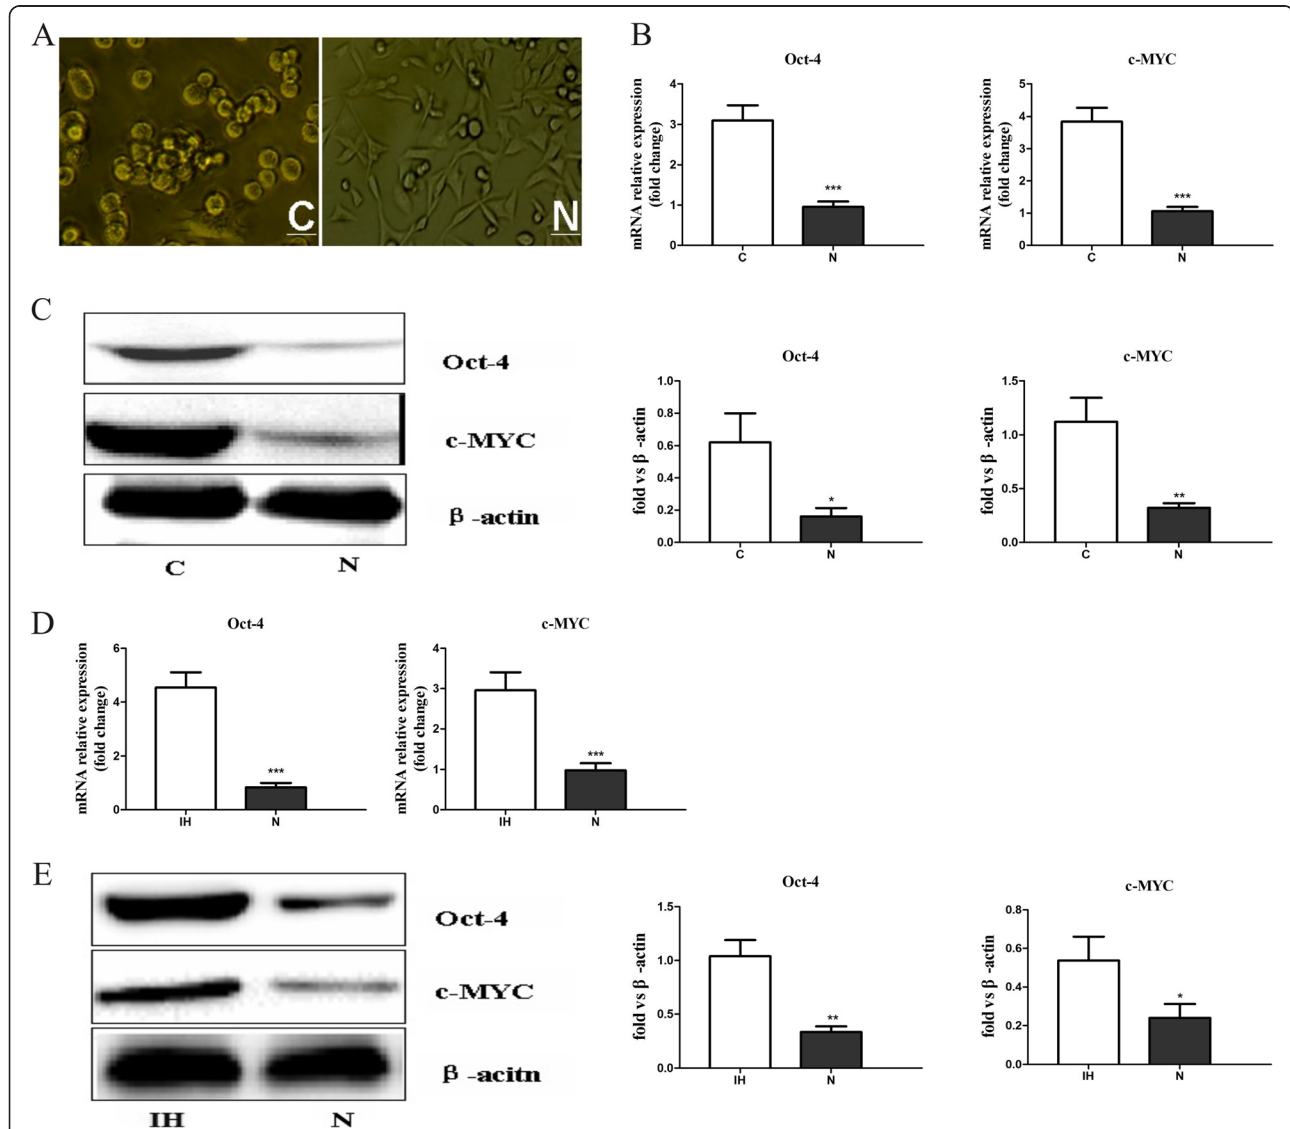 A
C
N
B
Oct-4
mRNA relative expression
(fold change)
4
3
2
1
0
***
C
N
c-MYC
mRNA relative expression
(fold change)
5
4
3
2
1
0
***
C
N
C
Oct-4
c-MYC
β-actin
C
N
Oct-4
fold vs β-actin
1.0
0.8
0.6
0.4
0.2
0.0
*
C
N
c-MYC
fold vs β-actin
1.5
1.0
0.5
0.0
**
C
N
D
Oct-4
mRNA relative expression
(fold change)
6
4
2
0
***
IH
N
c-MYC
mRNA relative expression
(fold change)
4
3
2
1
0
***
IH
N
E
Oct-4
c-MYC
β-acitn
IH
N
Oct-4
fold vs β-actin
1.5
1.0
0.5
0.0
**
IH
N
c-MYC
fold vs β-actin
0.8
0.6
0.4
0.2
0.0
*
IH
N